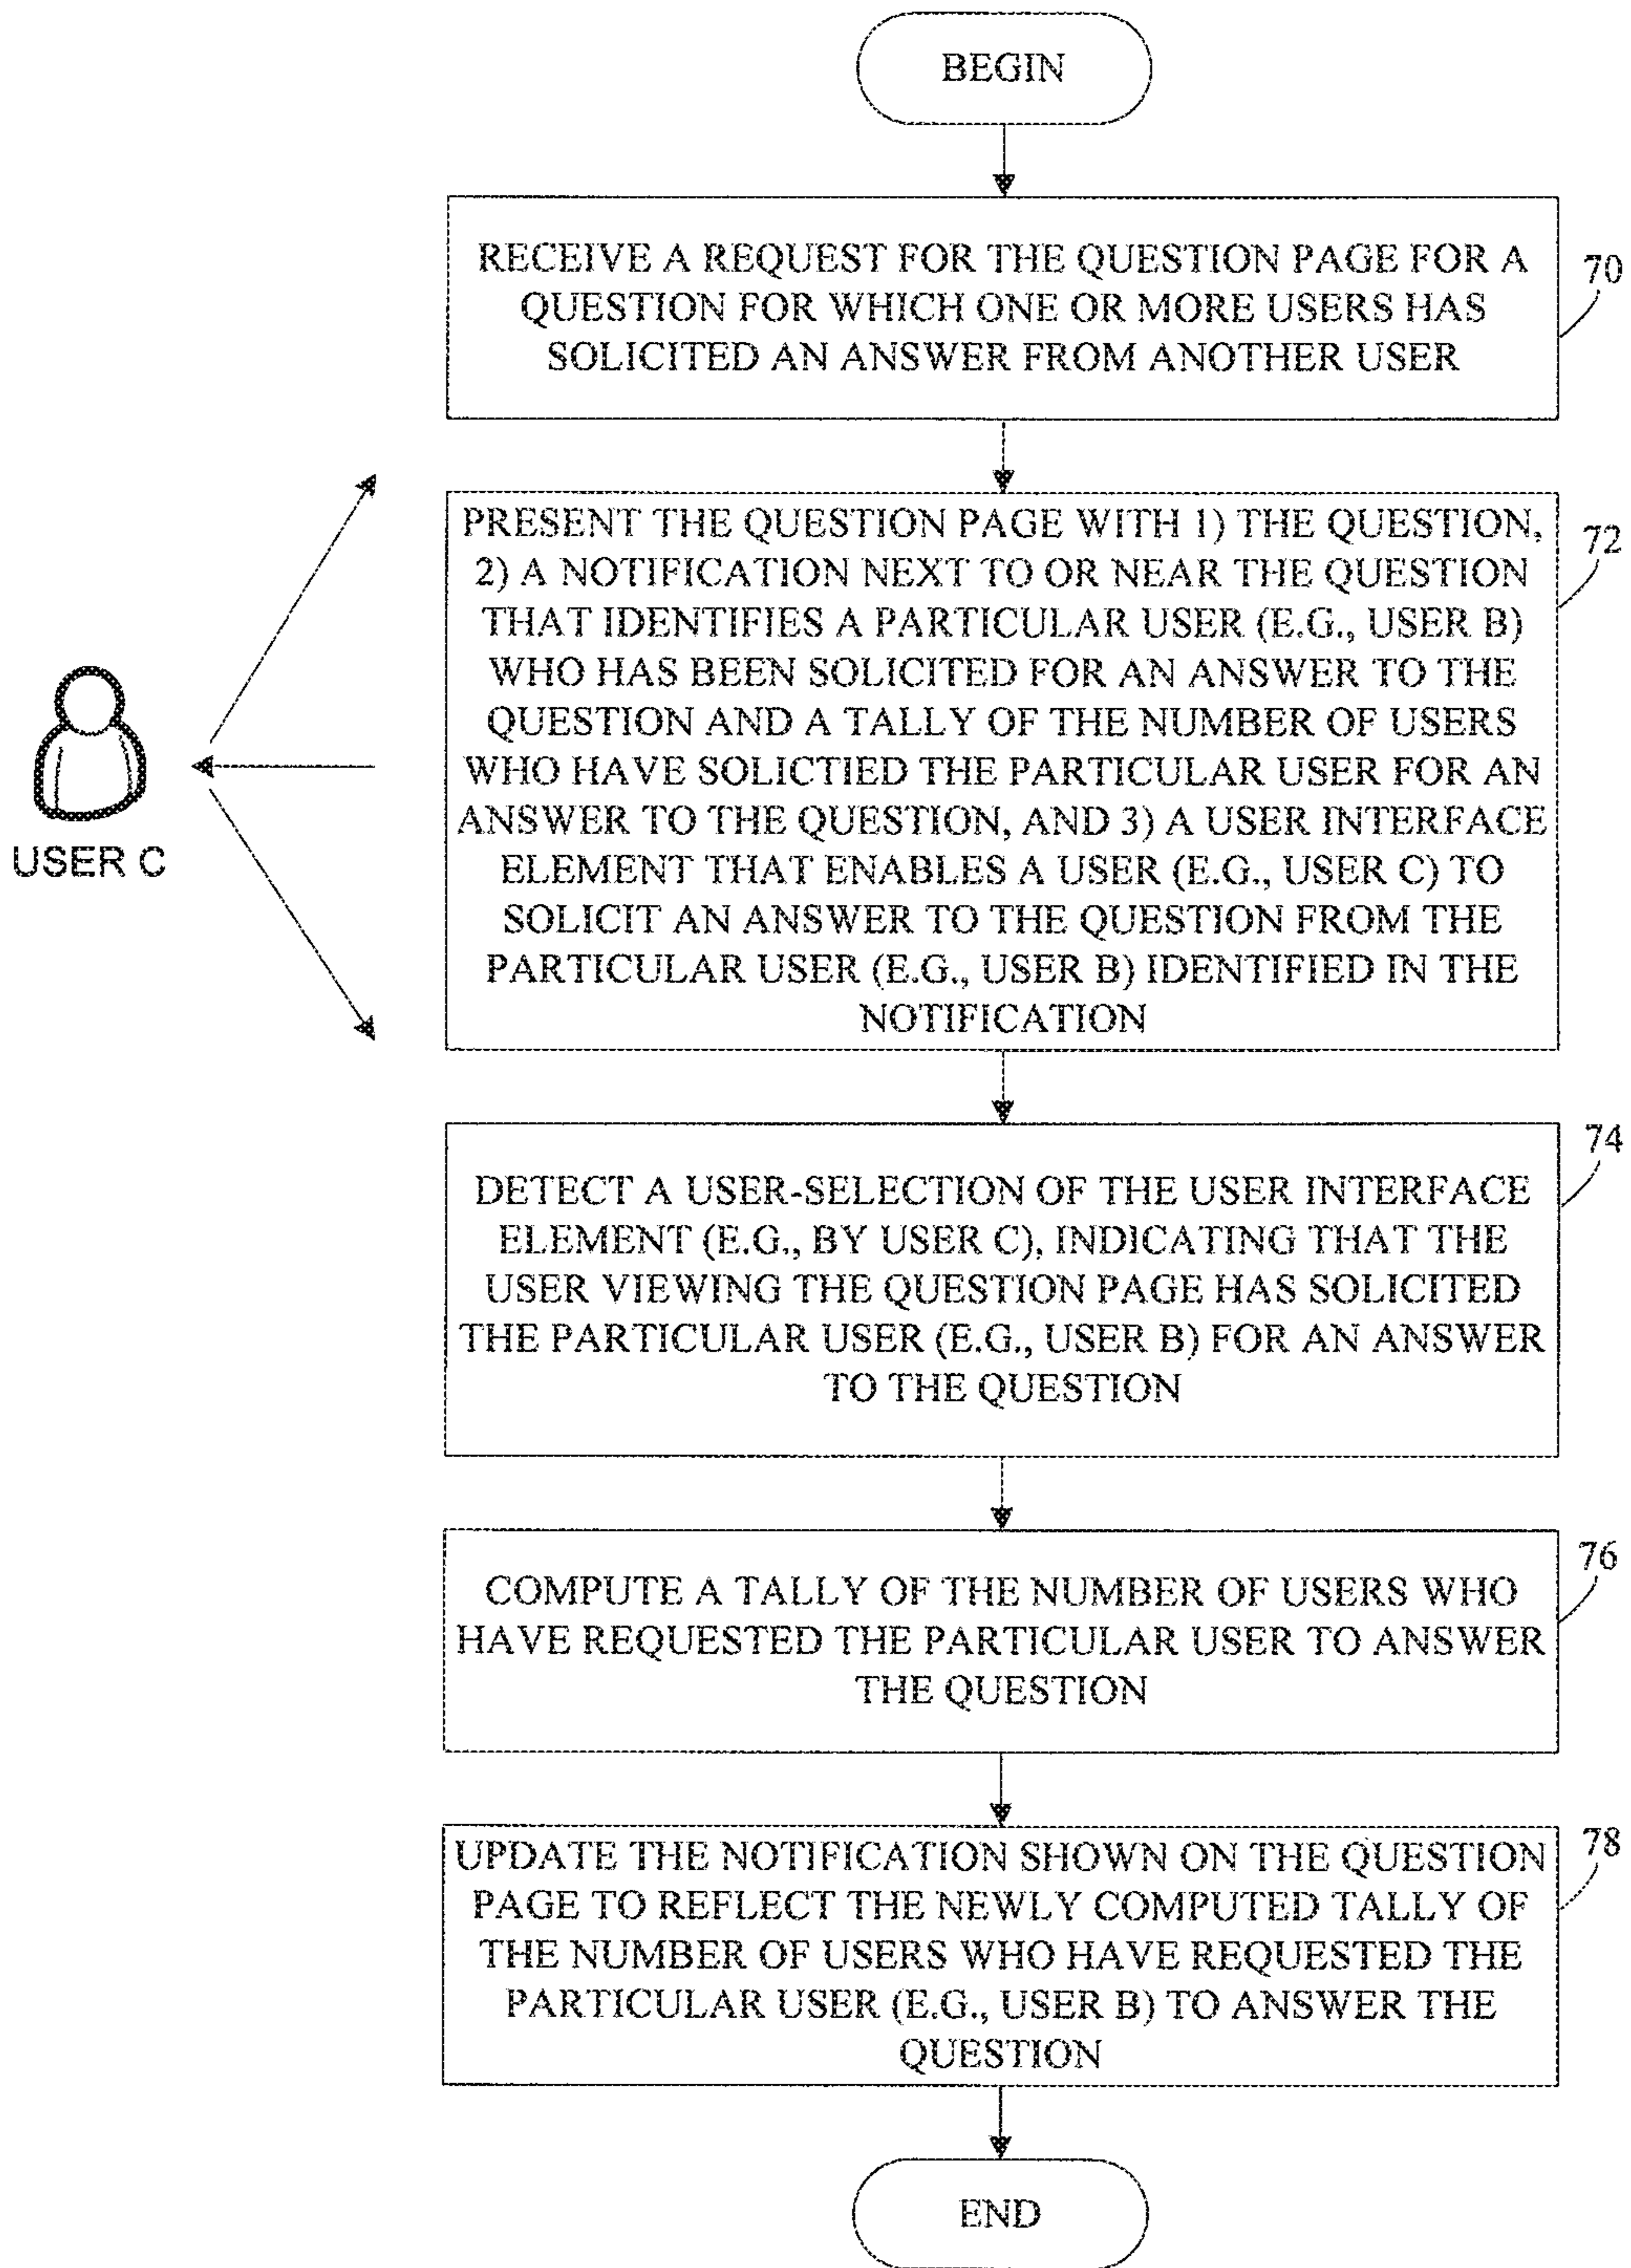 BEGIN
RECEIVE A REQUEST FOR THE QUESTION PAGE FOR A
QUESTION FOR WHICH ONE OR MORE USERS HAS
SOLICITED AN ANSWER FROM ANOTHER USER
70
PRESENT THE QUESTION PAGE WITH 1) THE QUESTION,
2) A NOTIFICATION NEXT TO OR NEAR THE QUESTION
THAT IDENTIFIES A PARTICULAR USER (E.G., USER B)
WHO HAS BEEN SOLICITED FOR AN ANSWER TO THE
QUESTION AND A TALLY OF THE NUMBER OF USERS
WHO HAVE SOLICTIED THE PARTICULAR USER FOR AN
ANSWER TO THE QUESTION, AND 3) A USER INTERFACE
ELEMENT THAT ENABLES A USER (E.G., USER C) TO
SOLICIT AN ANSWER TO THE QUESTION FROM THE
PARTICULAR USER (E.G., USER B) IDENTIFIED IN THE
NOTIFICATION
72
USER C
DETECT A USER-SELECTION OF THE USER INTERFACE
ELEMENT (E.G., BY USER C), INDICATING THAT THE
USER VIEWING THE QUESTION PAGE HAS SOLICITED
THE PARTICULAR USER (E.G., USER B) FOR AN ANSWER
TO THE QUESTION
74
COMPUTE A TALLY OF THE NUMBER OF USERS WHO
HAVE REQUESTED THE PARTICULAR USER TO ANSWER
THE QUESTION
76
UPDATE THE NOTIFICATION SHOWN ON THE QUESTION
PAGE TO REFLECT THE NEWLY COMPUTED TALLY OF
THE NUMBER OF USERS WHO HAVE REQUESTED THE
PARTICULAR USER (E.G., USER B) TO ANSWER THE
QUESTION
78
END